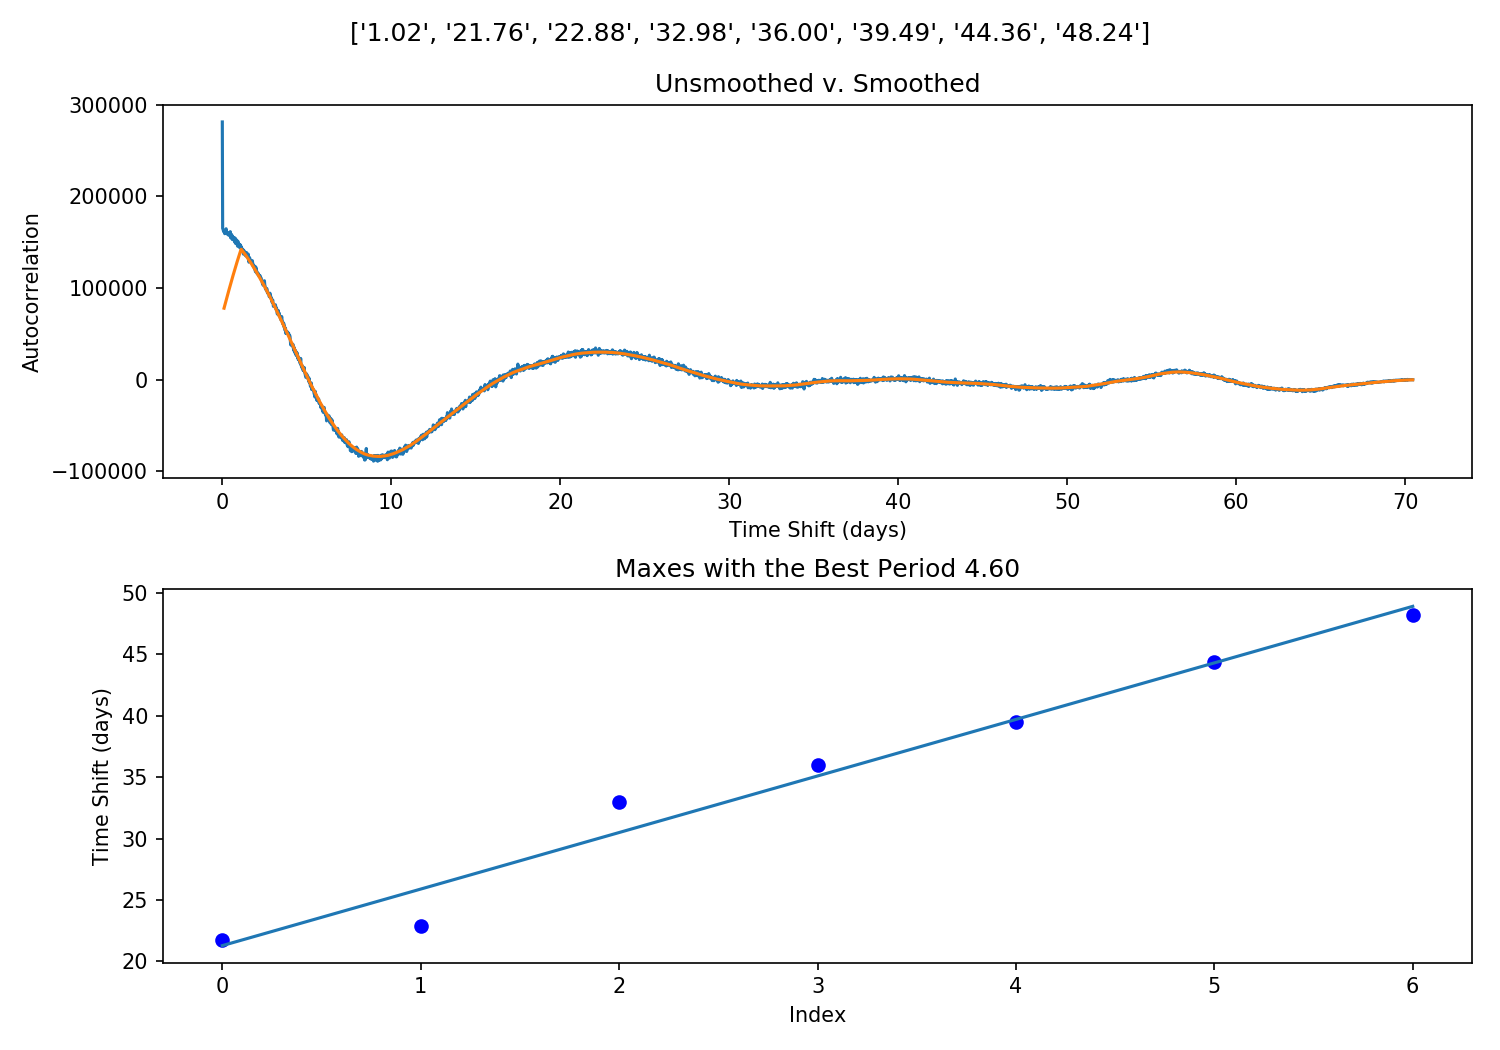 ['1.02', '21.76', '22.88', '32.98', '36.00', '39.49', '44.36', '48.24']
Unsmoothed v. Smoothed
300000
200000
100000
0
−100000
Autocorrelation
0 10 20 30 40 50 60 70
Time Shift (days)
Maxes with the Best Period 4.60
50
45
40
35
30
25
20
Time Shift (days)
0 1 2 3 4 5 6
Index